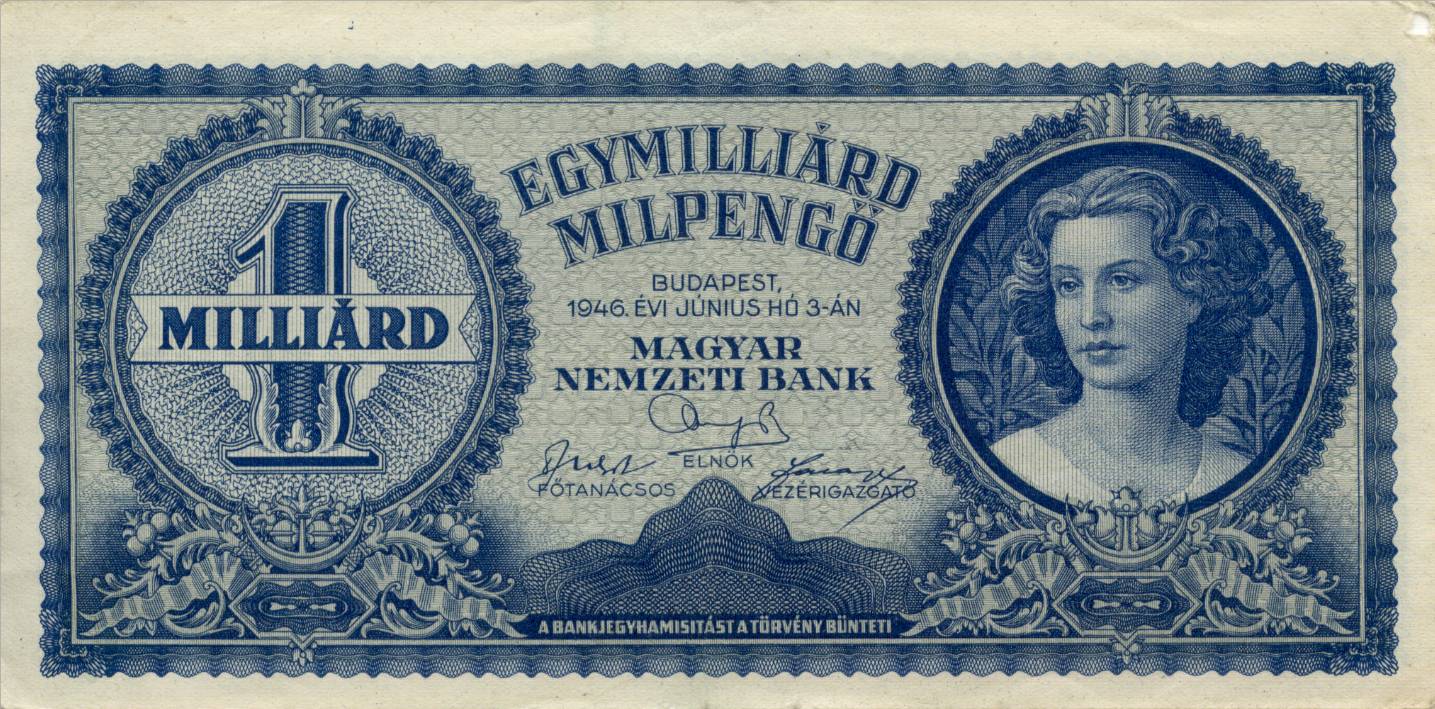 EGYMILLIÁRD
MILPENGŐ
1
MILLIÁRD
BUDAPEST,
1946. ÉVI JÚNIUS HÓ 3-ÁN
MAGYAR
NEMZETI BANK
ELNÖK
FŐTANÁCSOS
VEZÉRIGAZGATÓ
A BANKJEGYHAMISITÁST A TÖRVÉNY BÜNTETI